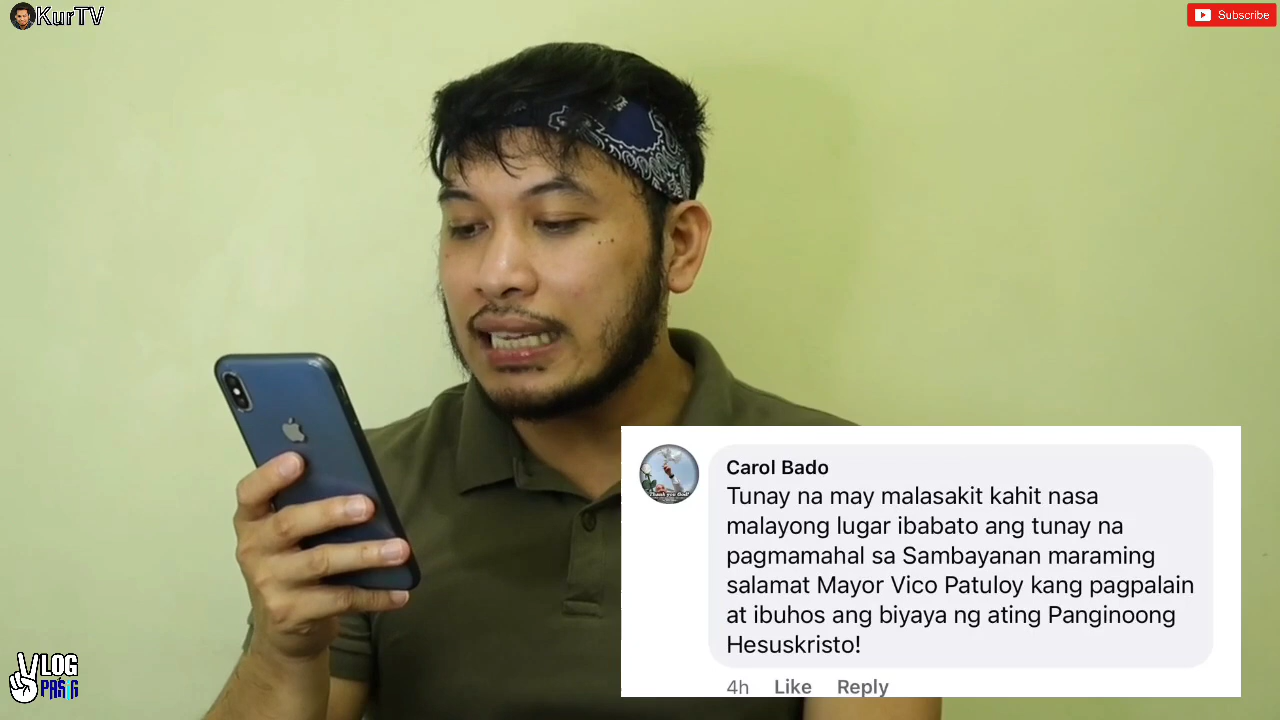 KurTV
Subscribe
Carol Bado
Tunay na may malasakit kahit nasa
malayong lugar ibabato ang tunay na
pagmamahal sa Sambayanan maraming
salamat Mayor Vico Patuloy kang pagpalain
at ibuhos ang biyaya ng ating Panginoong
Hesuskristo!
4h Like Reply
VLOG
PASIG